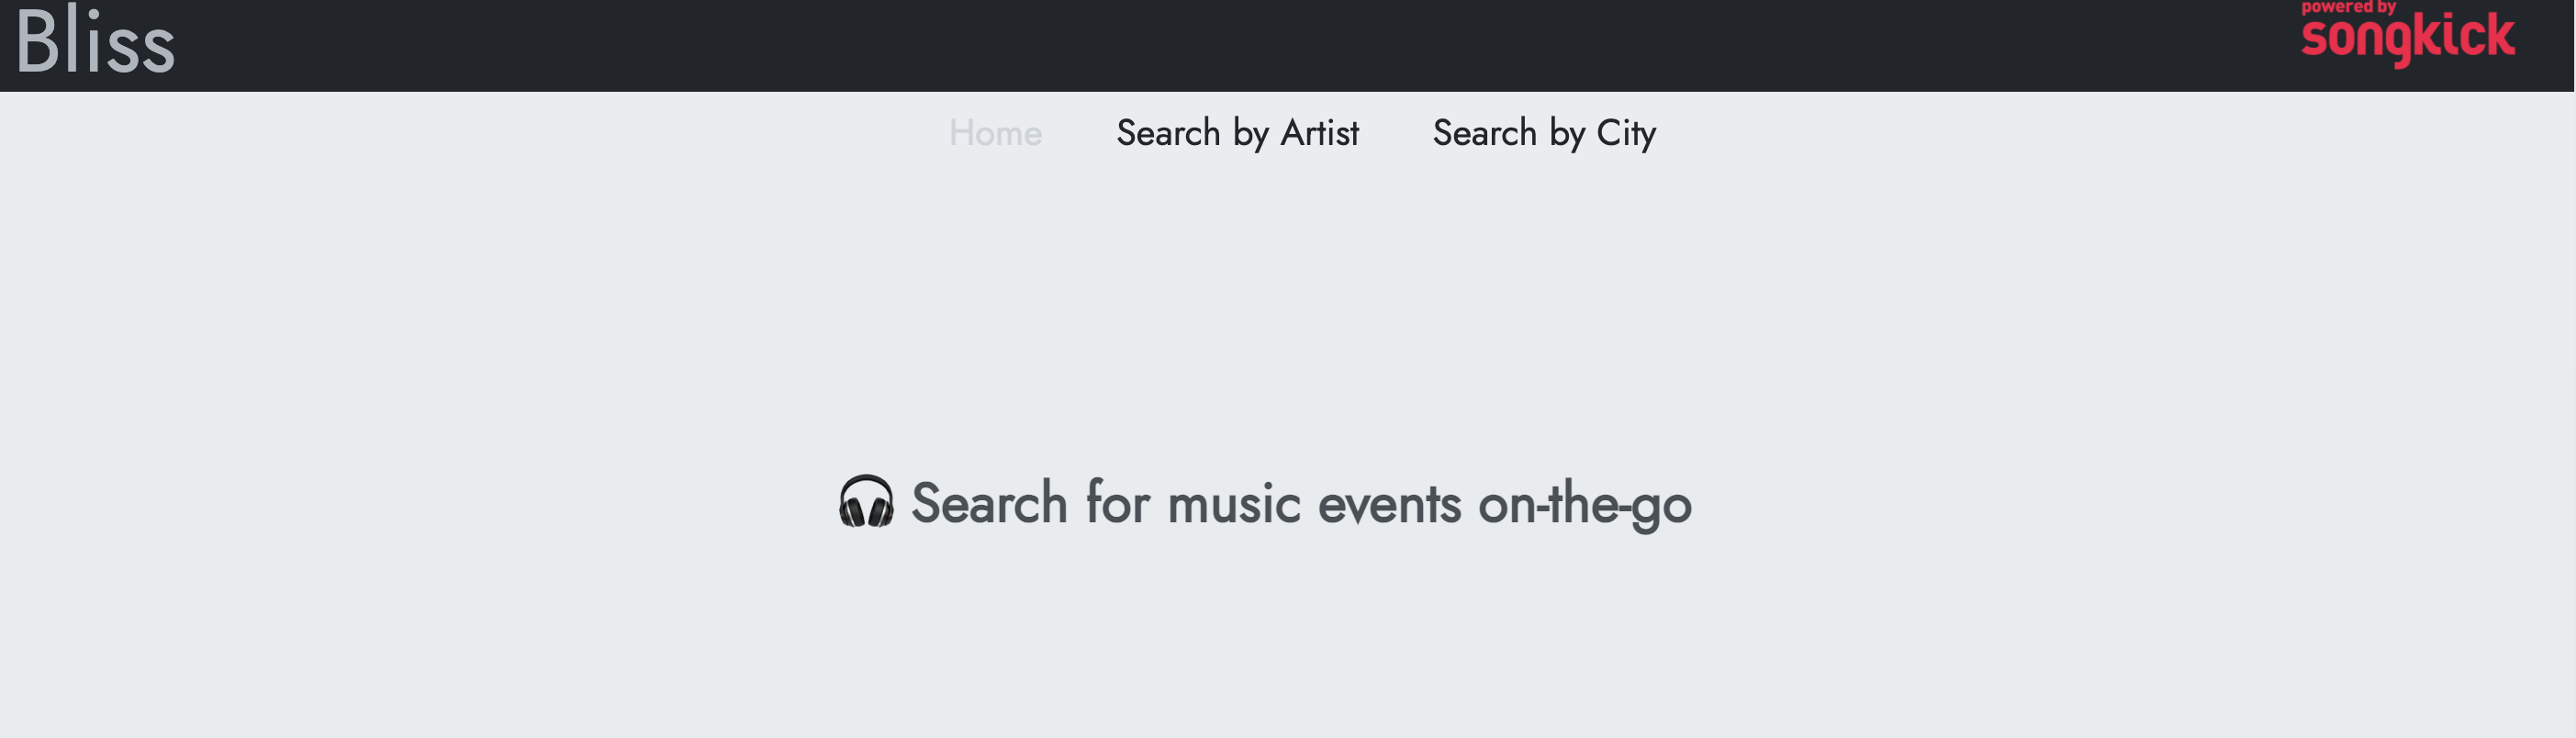 Bliss
powered by
songkick
Home Search by Artist Search by City
🎧 Search for music events on-the-go